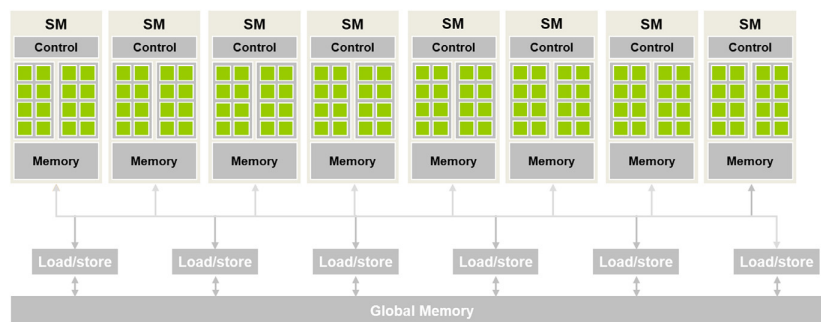 SM SM SM SM SM SM SM SM
Control Control Control Control Control Control Control Control
Memory Memory Memory Memory Memory Memory Memory Memory
Load/store Load/store Load/store Load/store Load/store Load/store
Global Memory